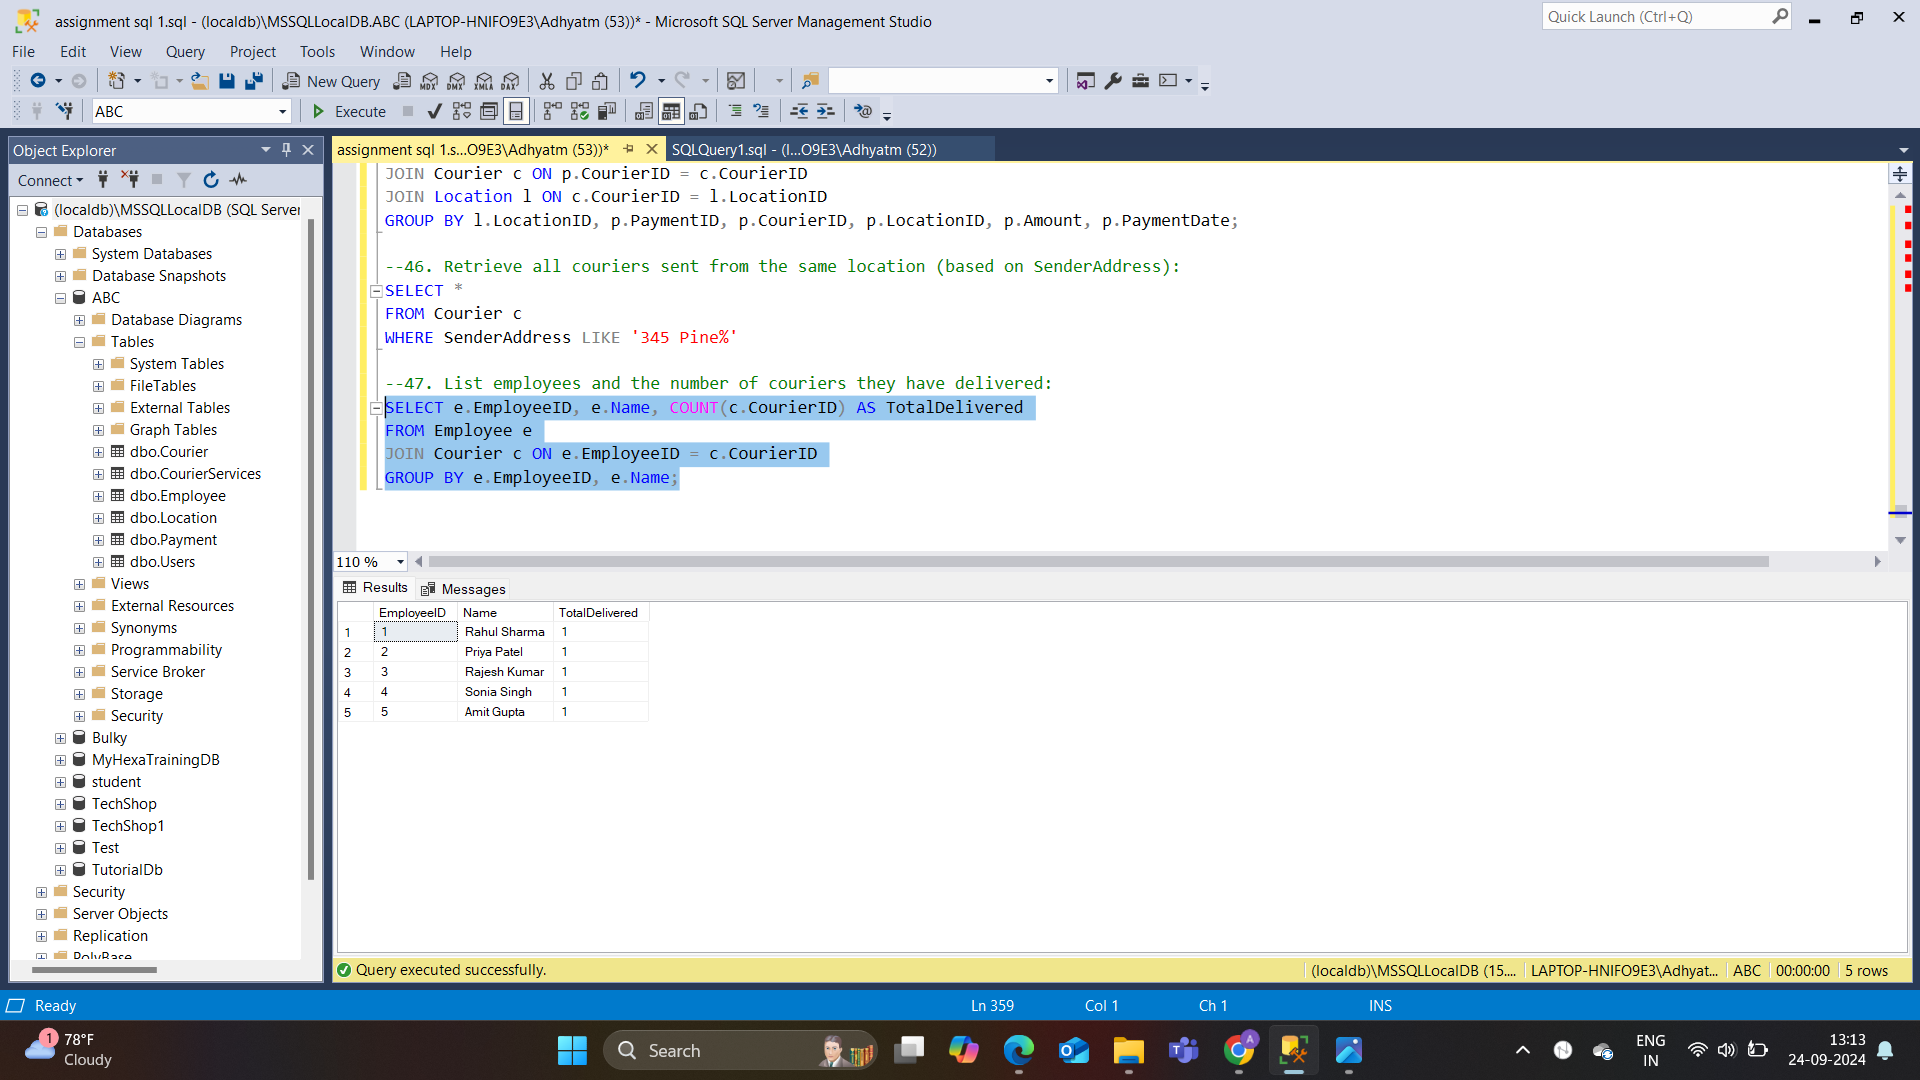 assignment sql 1.sql - (localdb)\MSSQLLocalDB.ABC (LAPTOP-HNIFO9E3\Adhyatm (53))* - Microsoft SQL Server Management Studio
Quick Launch (Ctrl+Q)
File Edit View Query Project Tools Window Help
New Query MDX DMX XMLA DAX
ABC Execute
Object Explorer
assignment sql 1.s...O9E3\Adhyatm (53))*
SQLQuery1.sql - (l...O9E3\Adhyatm (52))
Connect
(localdb)\MSSQLLocalDB (SQL Server
Databases
System Databases
Database Snapshots
ABC
Database Diagrams
Tables
System Tables
FileTables
External Tables
Graph Tables
dbo.Courier
dbo.CourierServices
dbo.Employee
dbo.Location
dbo.Payment
dbo.Users
Views
External Resources
Synonyms
Programmability
Service Broker
Storage
Security
Bulky
MyHexaTrainingDB
student
TechShop
TechShop1
Test
TutorialDb
Security
Server Objects
Replication
PolyBase
JOIN Courier c ON p.CourierID = c.CourierID
JOIN Location l ON c.CourierID = l.LocationID
GROUP BY l.LocationID, p.PaymentID, p.CourierID, p.LocationID, p.Amount, p.PaymentDate;
--46. Retrieve all couriers sent from the same location (based on SenderAddress):
SELECT *
FROM Courier c
WHERE SenderAddress LIKE '345 Pine%'
--47. List employees and the number of couriers they have delivered:
SELECT e.EmployeeID, e.Name, COUNT(c.CourierID) AS TotalDelivered
FROM Employee e
JOIN Courier c ON e.EmployeeID = c.CourierID
GROUP BY e.EmployeeID, e.Name;
110 %
Results Messages
EmployeeID Name TotalDelivered
1 1 Rahul Sharma 1
2 2 Priya Patel 1
3 3 Rajesh Kumar 1
4 4 Sonia Singh 1
5 5 Amit Gupta 1
Query executed successfully.
(localdb)\MSSQLLocalDB (15.... LAPTOP-HNIFO9E3\Adhyat... ABC 00:00:00 5 rows
Ready Ln 359 Col 1 Ch 1 INS
1
78°F
Cloudy
Search
A
ENG
IN
13:13
24-09-2024